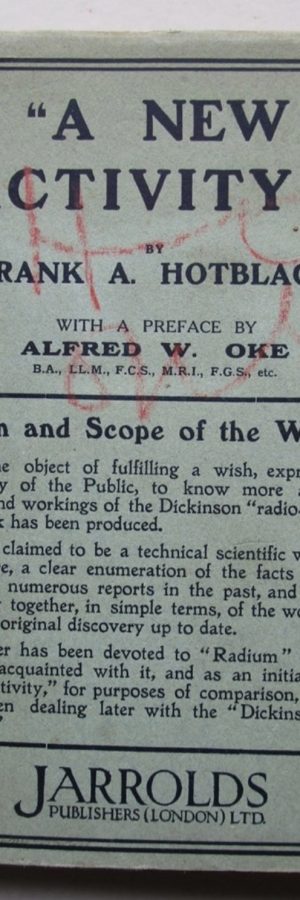 "A NEW
CTIVITY
BY
RANK A. HOTBLAC
WITH A PREFACE BY
ALFRED W. OKE
B.A., LL.M., F.C.S., M.R.I., F.G.S., etc.
n and Scope of the W
e object of fulfilling a wish, expr
y of the Public, to know more
nd workings of the Dickinson "radio
k has been produced.
claimed to be a technical scientific w
re, a clear enumeration of the facts
numerous reports in the past, and
together, in simple terms, of the wo
original discovery up to date.
er has been devoted to "Radium"
acquainted with it, and as an initia
tivity," for purposes of comparison,
en dealing later with the "Dickins
JARROLDS
PUBLISHERS (LONDON) LTD.